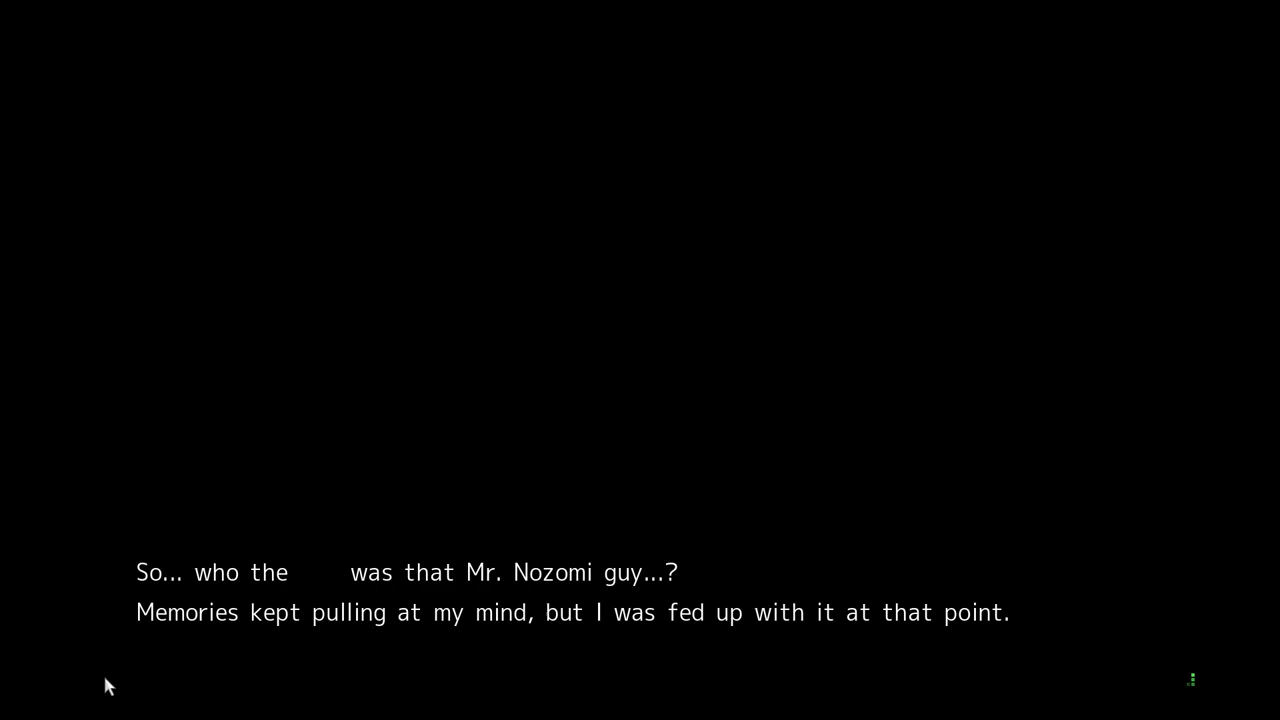 So... who the was that Mr. Nozomi guy...?
Memories kept pulling at my mind, but I was fed up with it at that point.